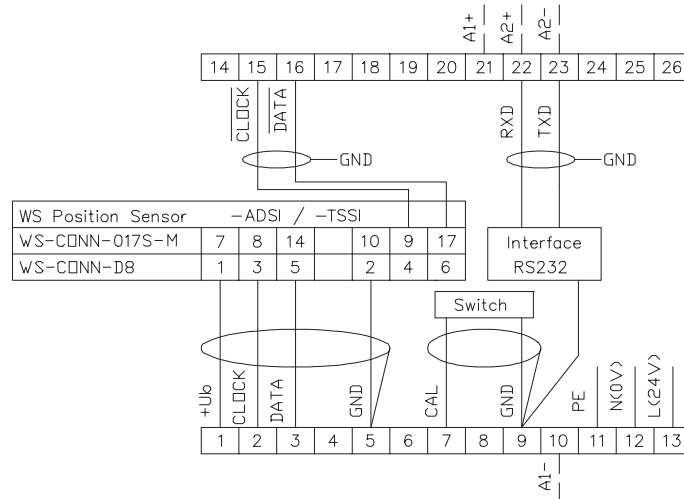 A1+ A2+ A2-
14 15 16 17 18 19 20 21 22 23 24 25 26
CLOCK DATA RXD TXD
GND GND
WS Position Sensor -ADSI / -TSSI
WS-CONN-017S-M 7 8 14 10 9 17
WS-CONN-D8 1 3 5 2 4 6
Interface
RS232
Switch
+Ub CLOCK DATA GND CAL GND PE N(0V) L(24V)
1 2 3 4 5 6 7 8 9 10 11 12 13
A1-